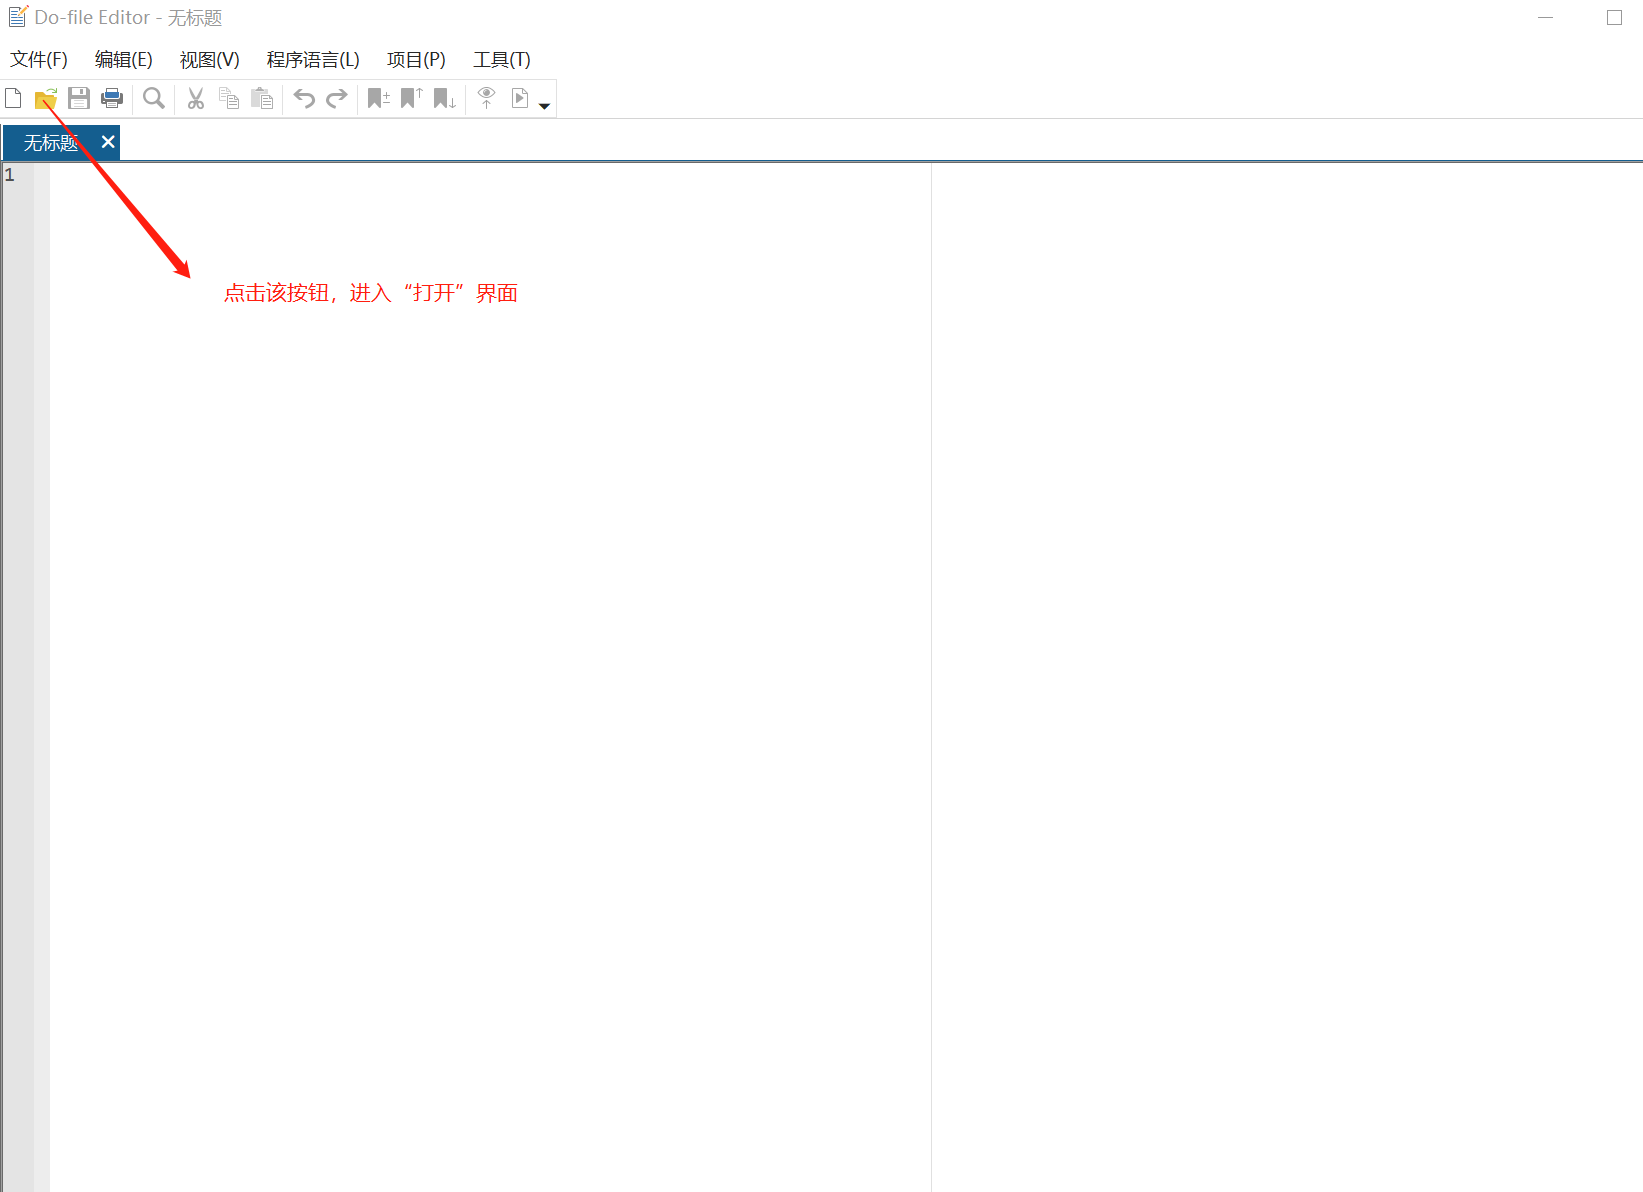 Do-file Editor - 无标题
文件(F) 编辑(E) 视图(V) 程序语言(L) 项目(P) 工具(T)
无标题
1
点击该按钮，进入“打开”界面